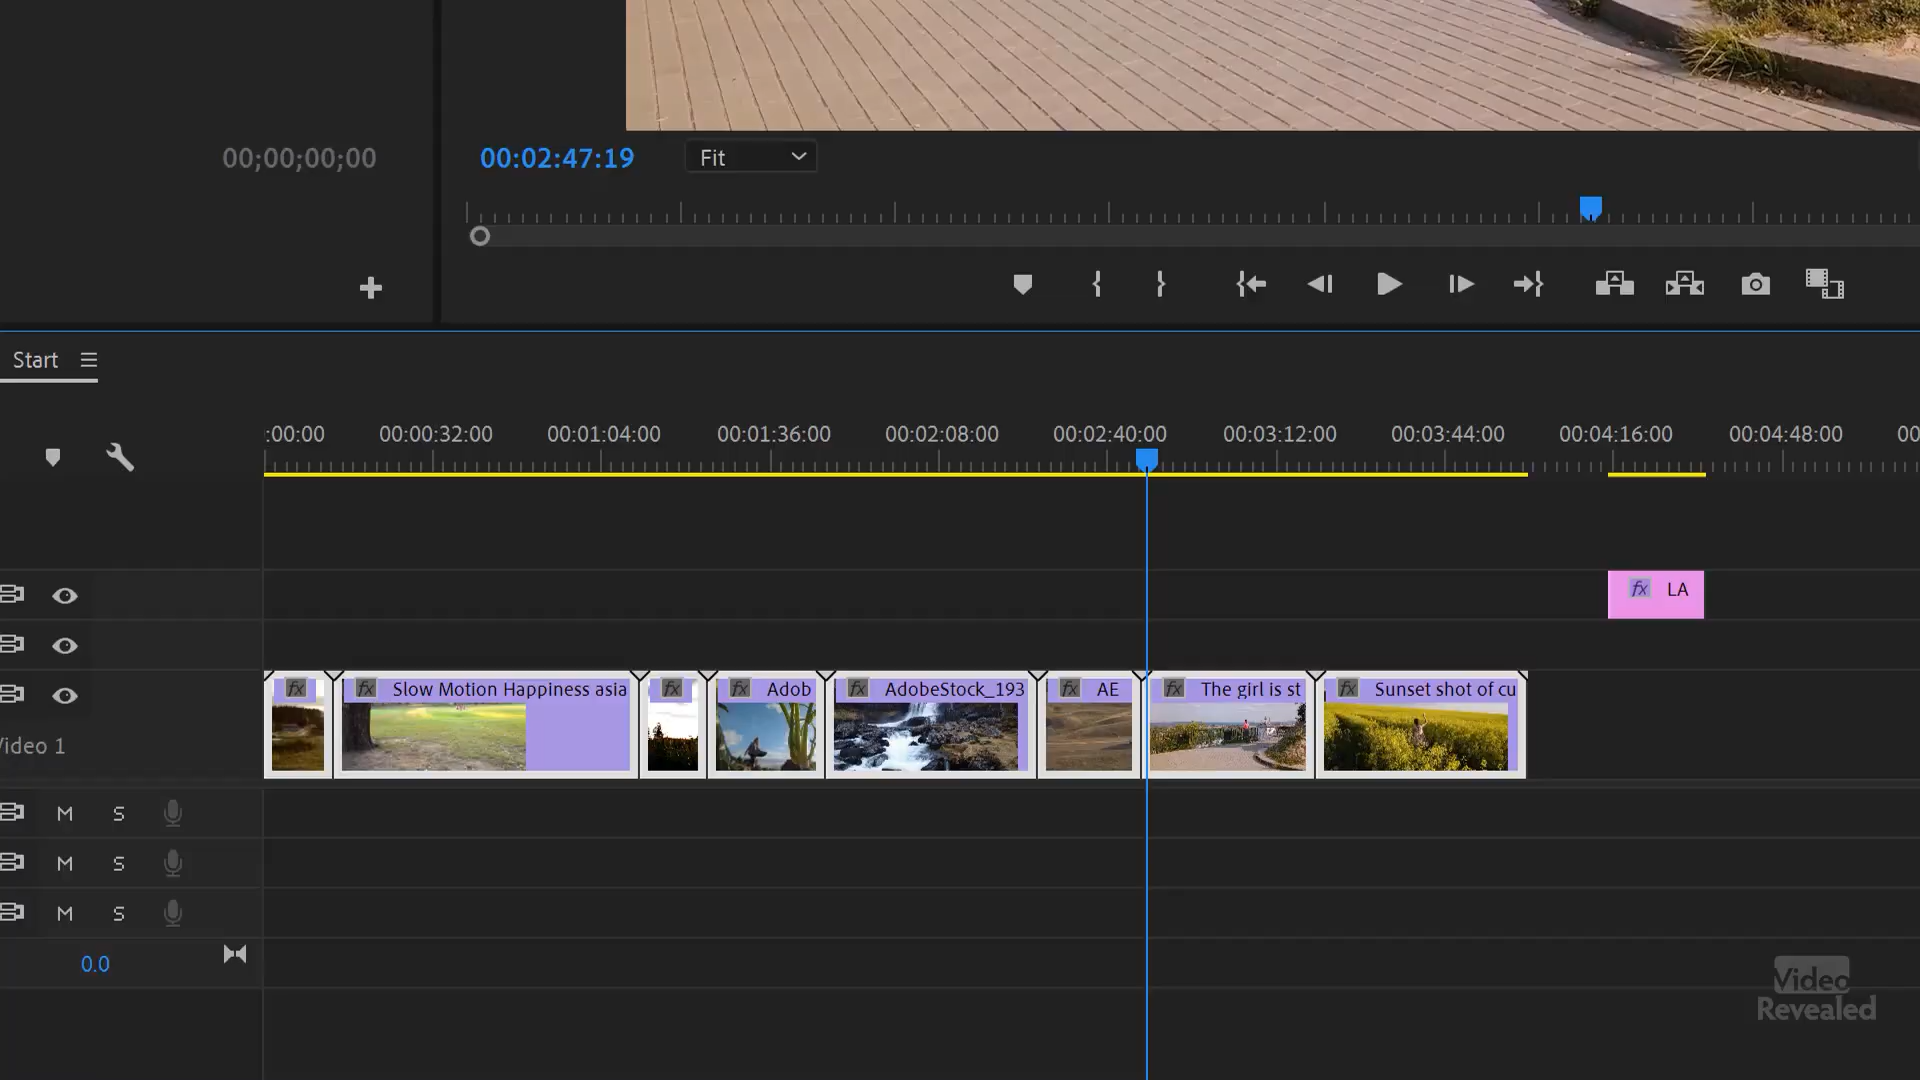 00;00;00;00
00:02:47:19
Fit
Start
:00:00
00:00:32:00
00:01:04:00
00:01:36:00
00:02:08:00
00:02:40:00
00:03:12:00
00:03:44:00
00:04:16:00
00:04:48:00
00
fx LA
fx
fx Slow Motion Happiness asia
fx
fx Adob
fx AdobeStock_193
fx AE
fx The girl is st
fx Sunset shot of cu
Video 1
M S
M S
M S
0.0
Video
Revealed